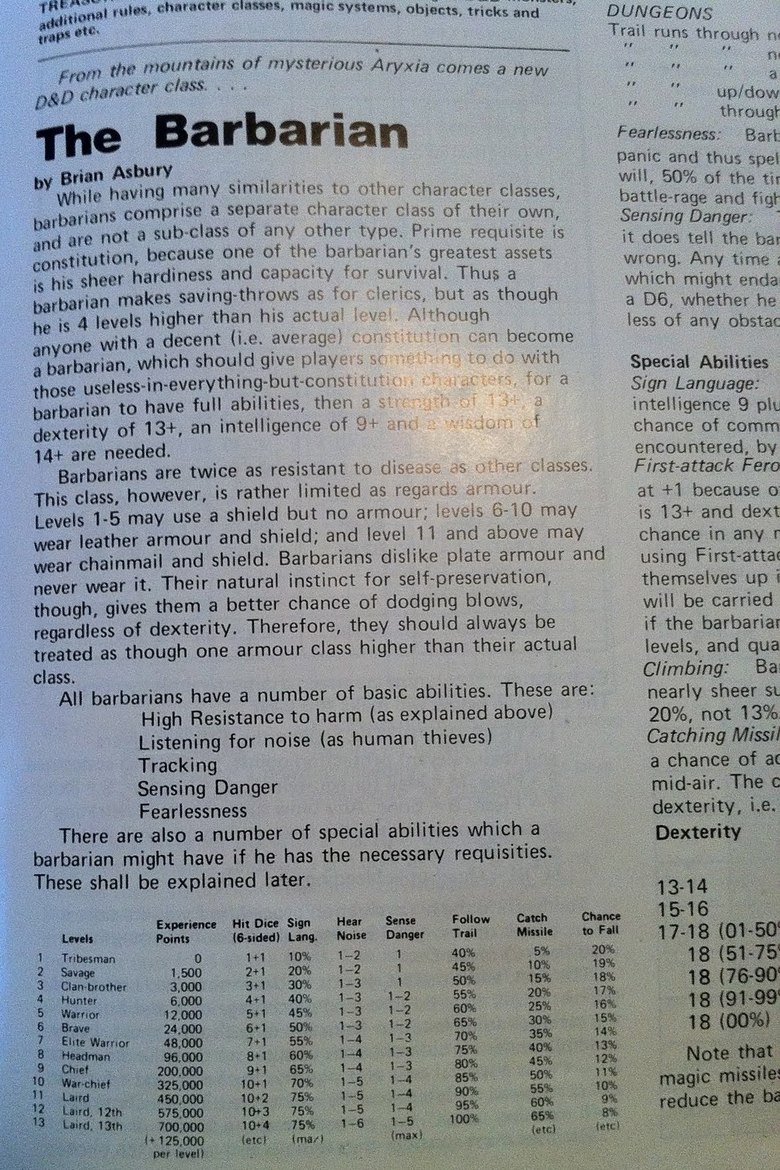 additional rules, character classes, magic systems, objects, tricks and
traps etc.
From the mountains of mysterious Aryxia comes a new
D&D character class. . . .
The Barbarian
by Brian Asbury
While having many similarities to other character classes,
barbarians comprise a separate character class of their own,
and are not a sub-class of any other type. Prime requisite is
constitution, because one of the barbarian's greatest assets
is his sheer hardiness and capacity for survival. Thus a
barbarian makes saving-throws as for clerics, but as though
he is 4 levels higher than his actual level. Although
anyone with a decent (i.e. average) constitution can become
a barbarian, which should give players something to do with
those useless-in-everything-but-constitution characters, for a
barbarian to have full abilities, then a strength of 13+, a
dexterity of 13+, an intelligence of 9+ and a wisdom of
14+ are needed.
Barbarians are twice as resistant to disease as other classes.
This class, however, is rather limited as regards armour.
Levels 1-5 may use a shield but no armour; levels 6-10 may
wear leather armour and shield; and level 11 and above may
wear chainmail and shield. Barbarians dislike plate armour and
never wear it. Their natural instinct for self-preservation,
though, gives them a better chance of dodging blows,
regardless of dexterity. Therefore, they should always be
treated as though one armour class higher than their actual
class.
All barbarians have a number of basic abilities. These are:
High Resistance to harm (as explained above)
Listening for noise (as human thieves)
Tracking
Sensing Danger
Fearlessness
There are also a number of special abilities which a
barbarian might have if he has the necessary requisities.
These shall be explained later.
Levels Experience Points Hit Dice (6-sided) Sign Lang. Hear Noise Sense Danger Follow Trail Catch Missile Chance to Fall
1 Tribesman 0 1+1 10% 1-2 1 40% 5% 20%
2 Savage 1,500 2+1 20% 1-2 1 45% 10% 19%
3 Clan-brother 3,000 3+1 30% 1-3 1 50% 15% 18%
4 Hunter 6,000 4+1 40% 1-3 1-2 55% 20% 17%
5 Warrior 12,000 5+1 45% 1-3 1-2 60% 25% 16%
6 Brave 24,000 6+1 50% 1-3 1-2 65% 30% 15%
7 Elite Warrior 48,000 7+1 55% 1-4 1-3 70% 35% 14%
8 Headman 96,000 8+1 60% 1-4 1-3 75% 40% 13%
9 Chief 200,000 9+1 65% 1-4 1-3 80% 45% 12%
10 War-chief 325,000 10+1 70% 1-5 1-4 85% 50% 11%
11 Laird 450,000 10+2 75% 1-5 1-4 90% 55% 10%
12 Laird, 12th 575,000 10+3 75% 1-5 1-4 95% 60% 9%
13 Laird, 13th 700,000 10+4 75% 1-6 1-5 100% 65% 8%
(+ 125,000 per level) (etc) (max) (max) (etc) (etc)
DUNGEONS
Trail runs through
" " "
" " " a
" " up/dow
" " through
Fearlessness: Barb
panic and thus spel
will, 50% of the tim
battle-rage and figh
Sensing Danger:
it does tell the bar
wrong. Any time
which might enda
a D6, whether he
less of any obstac
Special Abilities
Sign Language:
intelligence 9 plu
chance of comm
encountered, by
First-attack Fero
at +1 because o
is 13+ and dext
chance in any
using First-attac
themselves up i
will be carried
if the barbarian
levels, and qua
Climbing: Ba
nearly sheer su
20%, not 13%
Catching Missil
a chance of ac
mid-air. The c
dexterity, i.e.
Dexterity
13-14
15-16
17-18 (01-50
18 (51-75
18 (76-90
18 (91-99
18 (00%)
Note that
magic missiles
reduce the ba